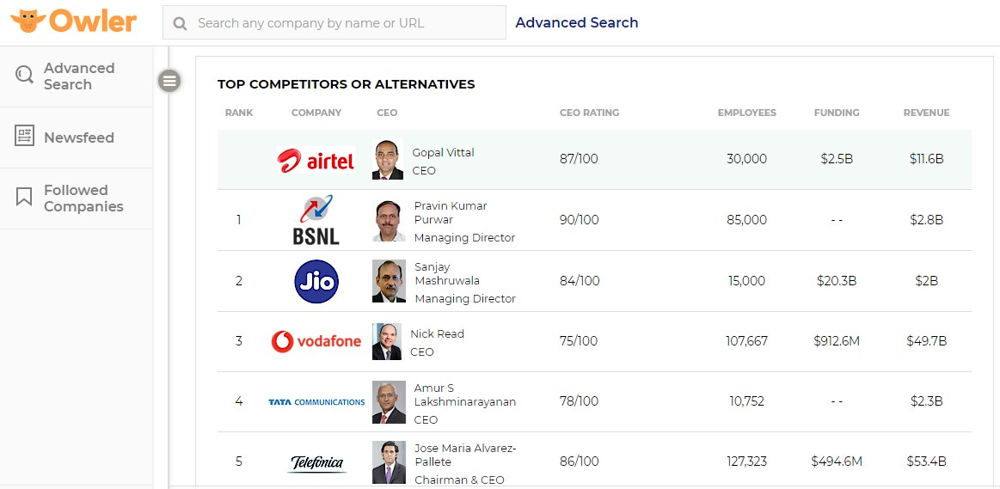 Owler
Search any company by name or URL
Advanced Search
Advanced
Search
Newsfeed
Followed
Companies
TOP COMPETITORS OR ALTERNATIVES
RANK COMPANY CEO CEO RATING EMPLOYEES FUNDING REVENUE
airtel Gopal Vittal CEO 87/100 30,000 $2.5B $11.6B
1 BSNL Pravin Kumar Purwar Managing Director 90/100 85,000 - - $2.8B
2 Jio Sanjay Mashruwala Managing Director 84/100 15,000 $20.3B $2B
3 vodafone Nick Read CEO 75/100 107,667 $912.6M $49.7B
4 TATA COMMUNICATIONS Amur S Lakshminarayanan CEO 78/100 10,752 - - $2.3B
5 Telefónica Jose Maria Alvarez-Pallete Chairman & CEO 86/100 127,323 $494.6M $53.4B